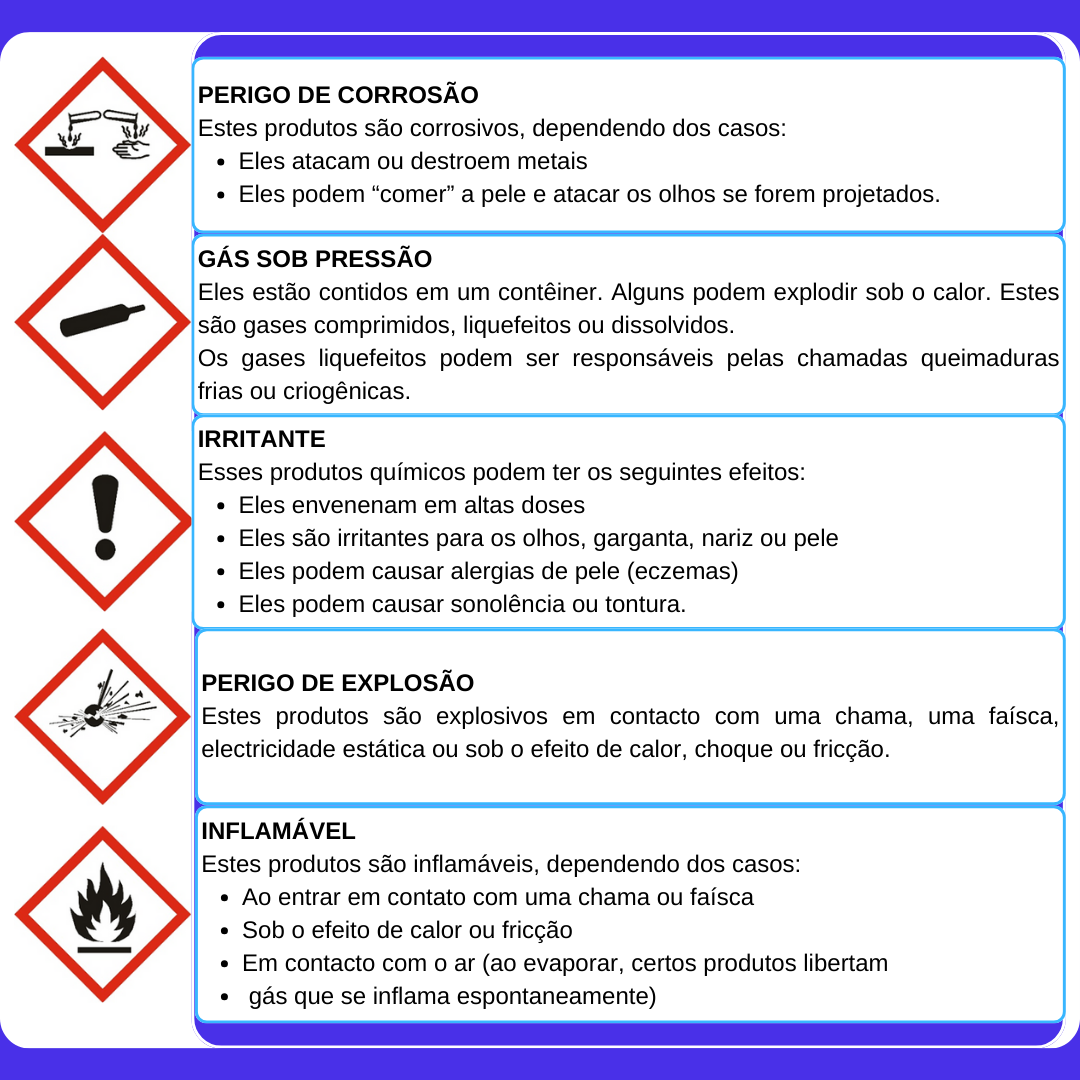 PERIGO DE CORROSÃO
Estes produtos são corrosivos, dependendo dos casos:
• Eles atacam ou destroem metais
• Eles podem “comer” a pele e atacar os olhos se forem projetados.
GÁS SOB PRESSÃO
Eles estão contidos em um contêiner. Alguns podem explodir sob o calor. Estes
são gases comprimidos, liquefeitos ou dissolvidos.
Os gases liquefeitos podem ser responsáveis pelas chamadas queimaduras
frias ou criogênicas.
IRRITANTE
Esses produtos químicos podem ter os seguintes efeitos:
• Eles envenenam em altas doses
• Eles são irritantes para os olhos, garganta, nariz ou pele
• Eles podem causar alergias de pele (eczemas)
• Eles podem causar sonolência ou tontura.
PERIGO DE EXPLOSÃO
Estes produtos são explosivos em contacto com uma chama, uma faísca,
electricidade estática ou sob o efeito de calor, choque ou fricção.
INFLAMÁVEL
Estes produtos são inflamáveis, dependendo dos casos:
• Ao entrar em contato com uma chama ou faísca
• Sob o efeito de calor ou fricção
• Em contacto com o ar (ao evaporar, certos produtos libertam
• gás que se inflama espontaneamente)